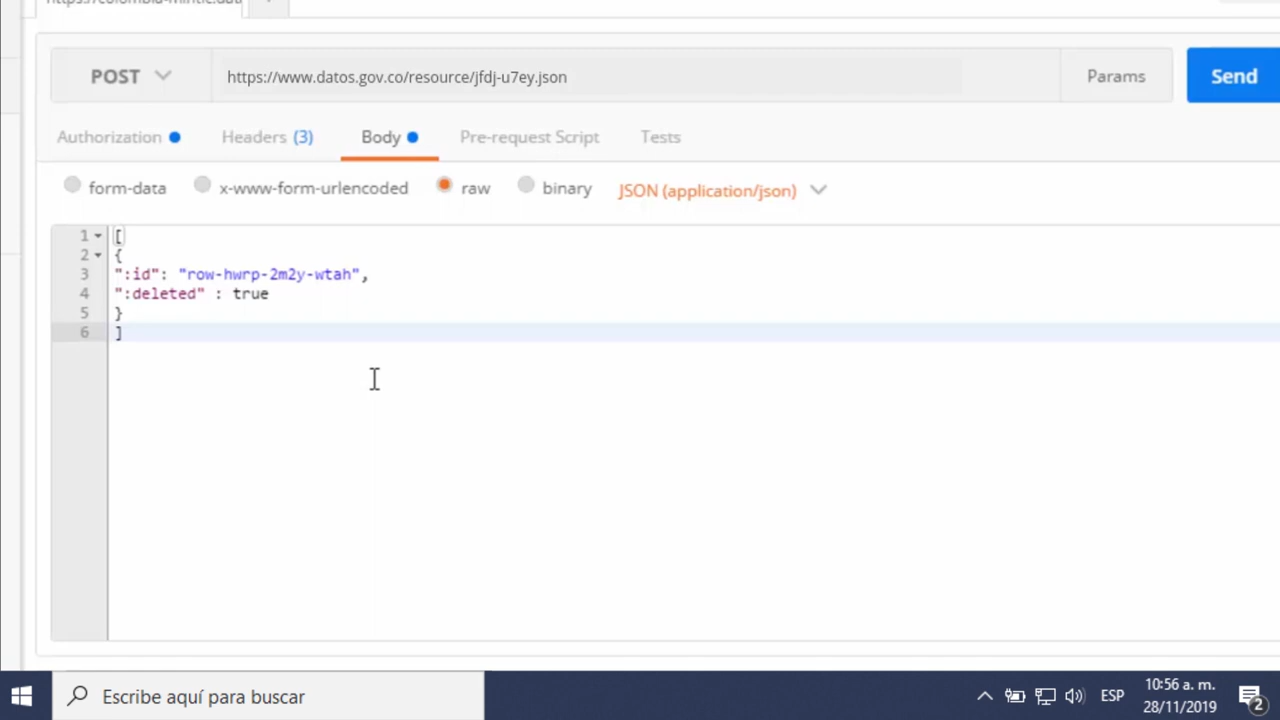 POST https://www.datos.gov.co/resource/jfdj-u7ey.json Params Send
Authorization Headers (3) Body Pre-request Script Tests
form-data x-www-form-urlencoded raw binary JSON (application/json)
1 [
2 {
3 ":id": "row-hwrp-2m2y-wtah",
4 ":deleted" : true
5 }
6 ]
Escribe aquí para buscar
ESP
10:56 a. m.
28/11/2019
2